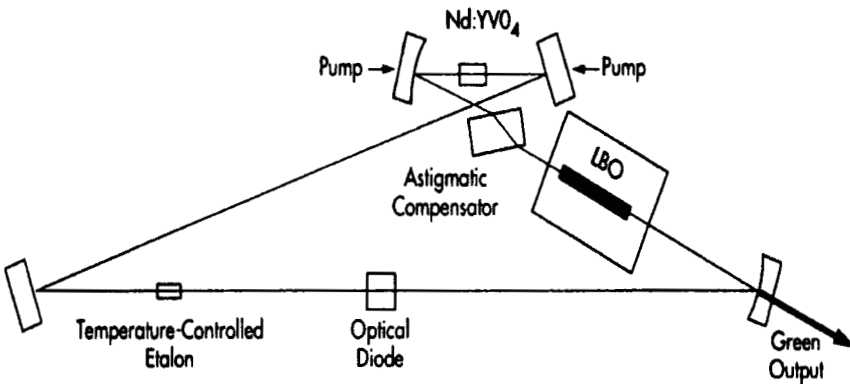 Nd:YVO₄
Pump
Pump
LBO
Astigmatic
Compensator
Temperature-Controlled
Etalon
Optical
Diode
Green
Output